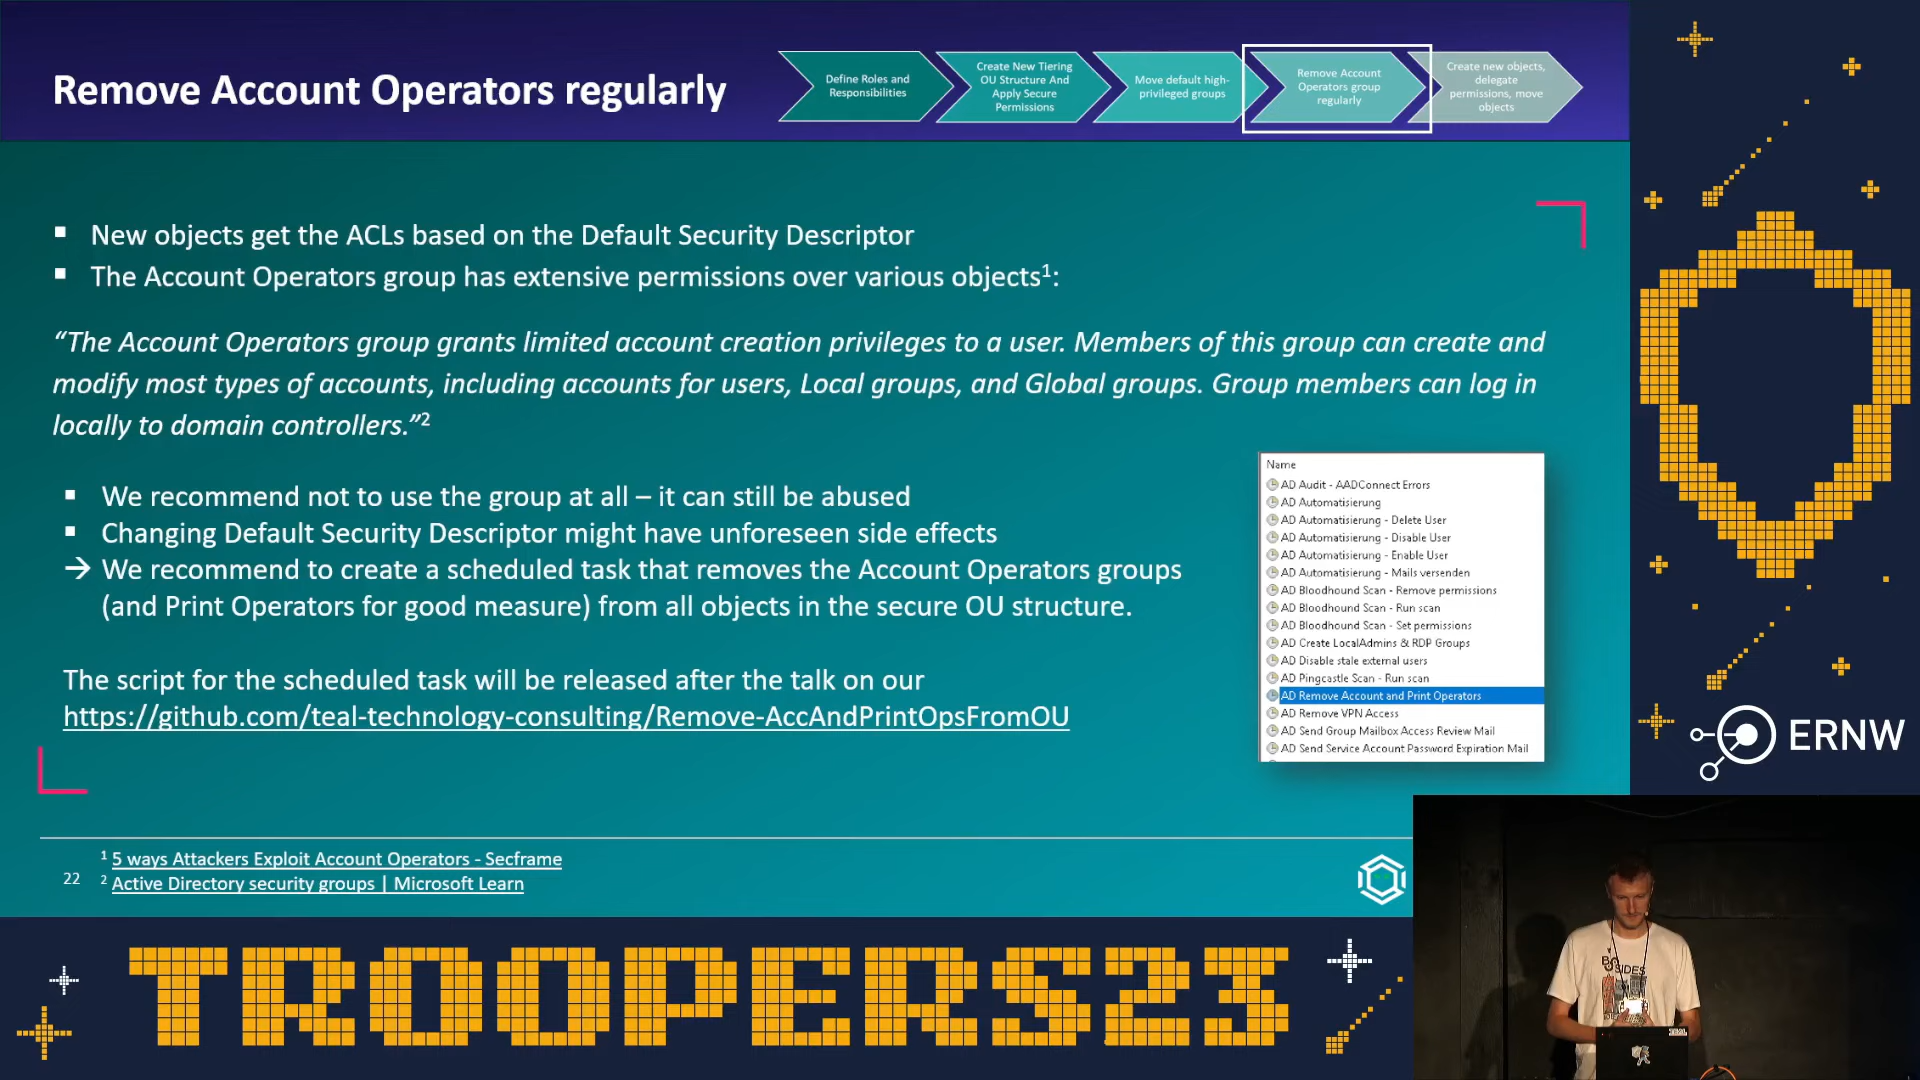 Remove Account Operators regularly
Define Roles and
Responsibilities
Create New Tiering
OU Structure And
Apply Secure
Permissions
Move default high-
privileged groups
Remove Account
Operators group
regularly
Create new objects,
delegate
permissions, move
objects
▪ New objects get the ACLs based on the Default Security Descriptor
▪ The Account Operators group has extensive permissions over various objects¹:
“The Account Operators group grants limited account creation privileges to a user. Members of this group can create and
modify most types of accounts, including accounts for users, Local groups, and Global groups. Group members can log in
locally to domain controllers.”²
▪ We recommend not to use the group at all – it can still be abused
▪ Changing Default Security Descriptor might have unforeseen side effects
→ We recommend to create a scheduled task that removes the Account Operators groups
(and Print Operators for good measure) from all objects in the secure OU structure.
The script for the scheduled task will be released after the talk on our
https://github.com/teal-technology-consulting/Remove-AccAndPrintOpsFromOU
Name
AD Audit - AADConnect Errors
AD Automatisierung
AD Automatisierung - Delete User
AD Automatisierung - Disable User
AD Automatisierung - Enable User
AD Automatisierung - Mails versenden
AD Bloodhound Scan - Remove permissions
AD Bloodhound Scan - Run scan
AD Bloodhound Scan - Set permissions
AD Create LocalAdmins & RDP Groups
AD Disable stale external users
AD Pingcastle Scan - Run scan
AD Remove Account and Print Operators
AD Remove VPN Access
AD Send Group Mailbox Access Review Mail
AD Send Service Account Password Expiration Mail
ERNW
22
¹ 5 ways Attackers Exploit Account Operators - Secframe
² Active Directory security groups | Microsoft Learn
TROOPERS23
BSIDES